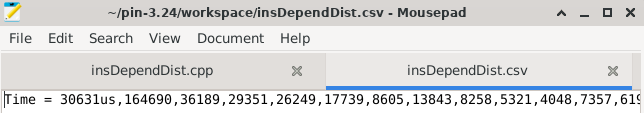 ~/pin-3.24/workspace/insDependDist.csv - Mousepad
File Edit Search View Document Help
insDependDist.cpp insDependDist.csv
Time = 30631us,164690,36189,29351,26249,17739,8605,13843,8258,5321,4048,7357,619